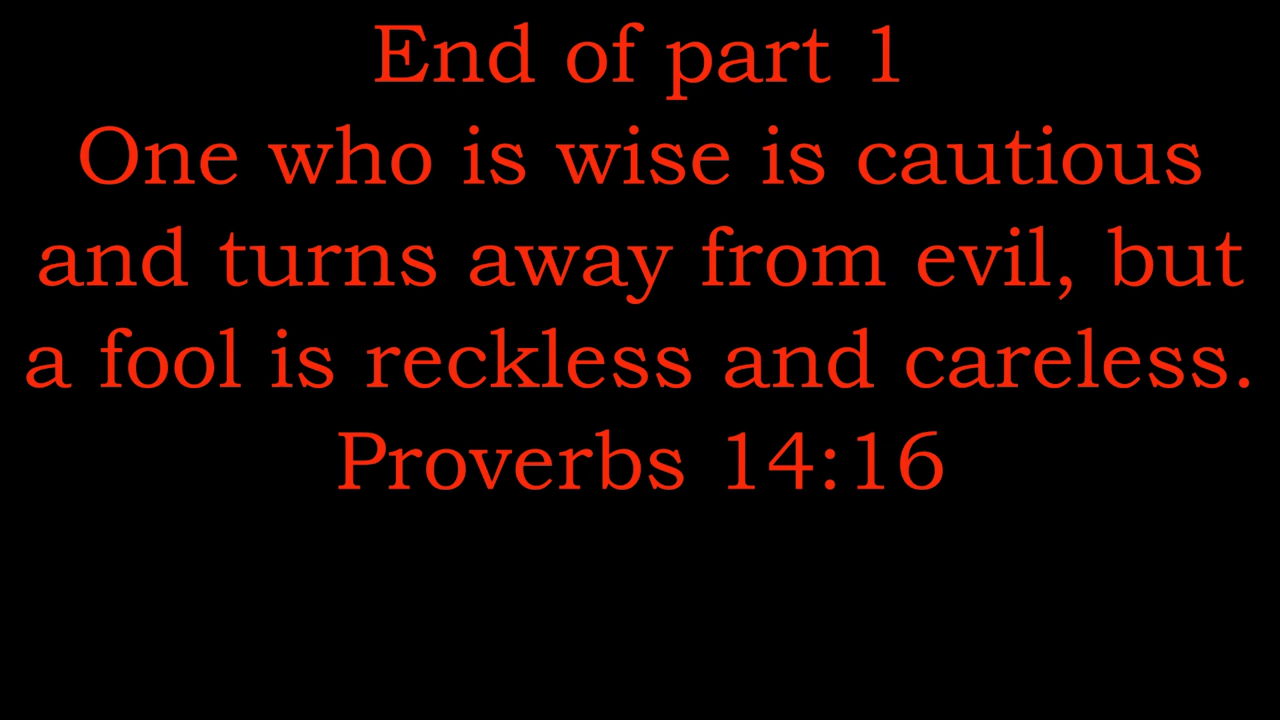 End of part 1
One who is wise is cautious
and turns away from evil, but
a fool is reckless and careless.
Proverbs 14:16